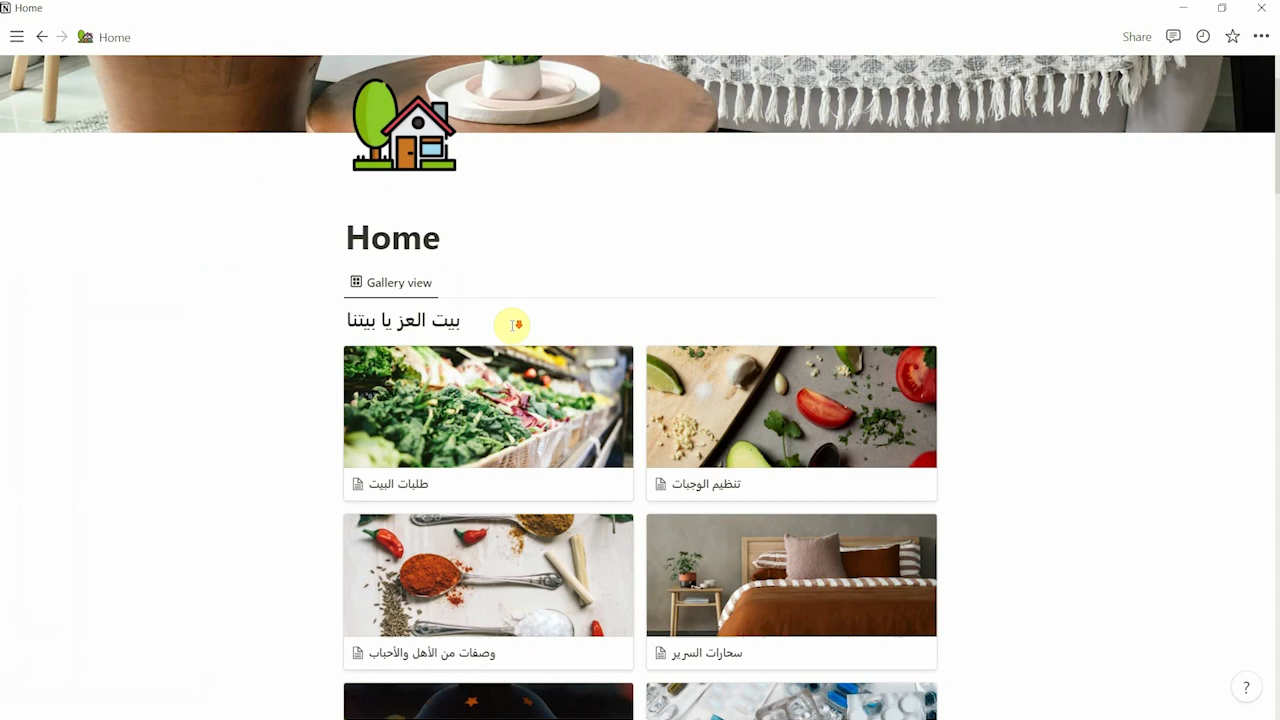 Home
Home
Share
Home
Gallery view
بيت العز يا بيتنا
طلبات البيت
تنظيم الوجبات
وصفات من الأهل والأحباب
سحارات السرير
?